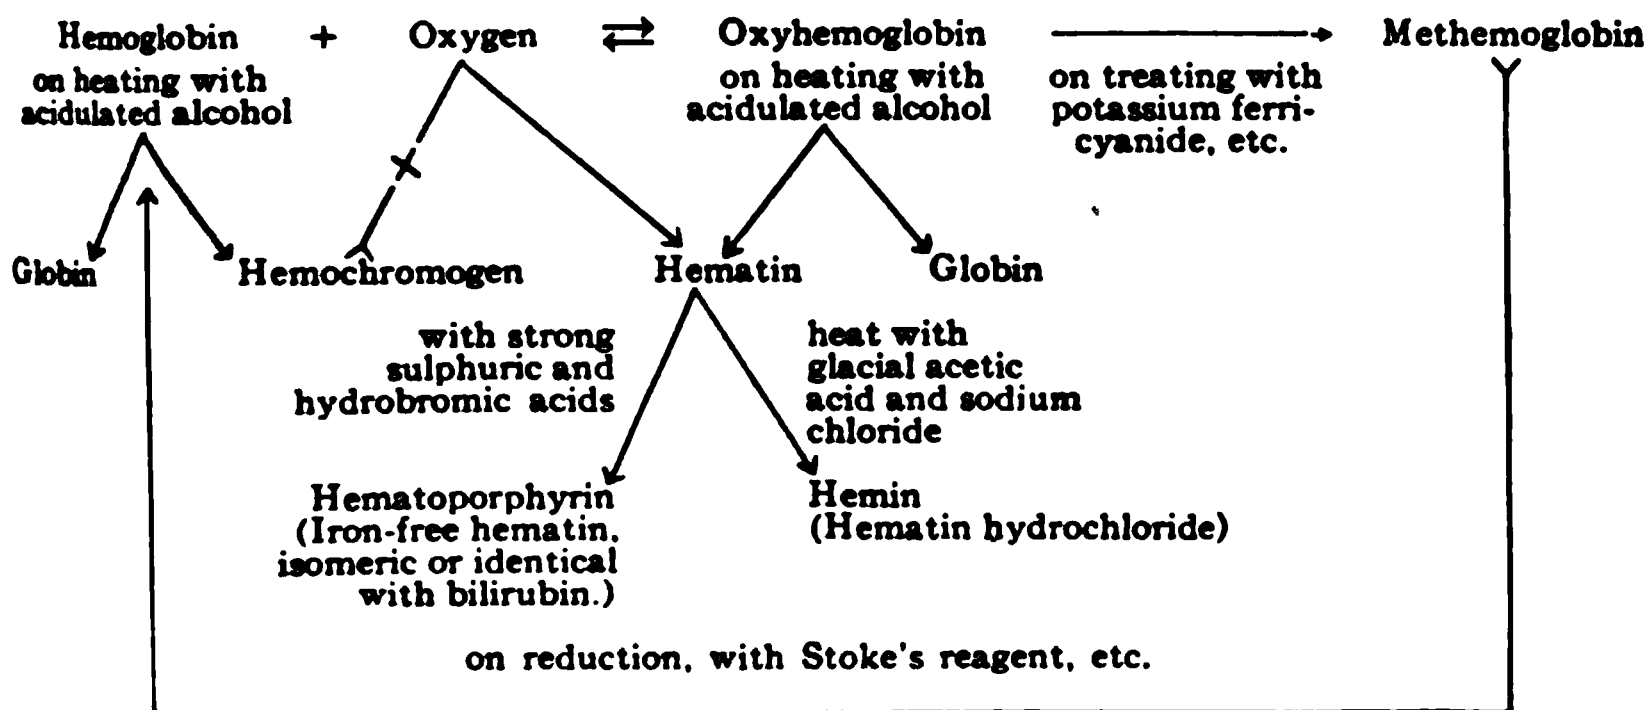 Hemoglobin + Oxygen ⇄ Oxyhemoglobin → Methemoglobin
on heating with
acidulated alcohol
on heating with
acidulated alcohol
on treating with
potassium ferri-
cyanide, etc.
Globin
Hemochromogen
Hematin
Globin
with strong
sulphuric and
hydrobromic acids
heat with
glacial acetic
acid and sodium
chloride
Hematoporphyrin
(Iron-free hematin,
isomeric or identical
with bilirubin.)
Hemin
(Hematin hydrochloride)
on reduction, with Stoke's reagent, etc.